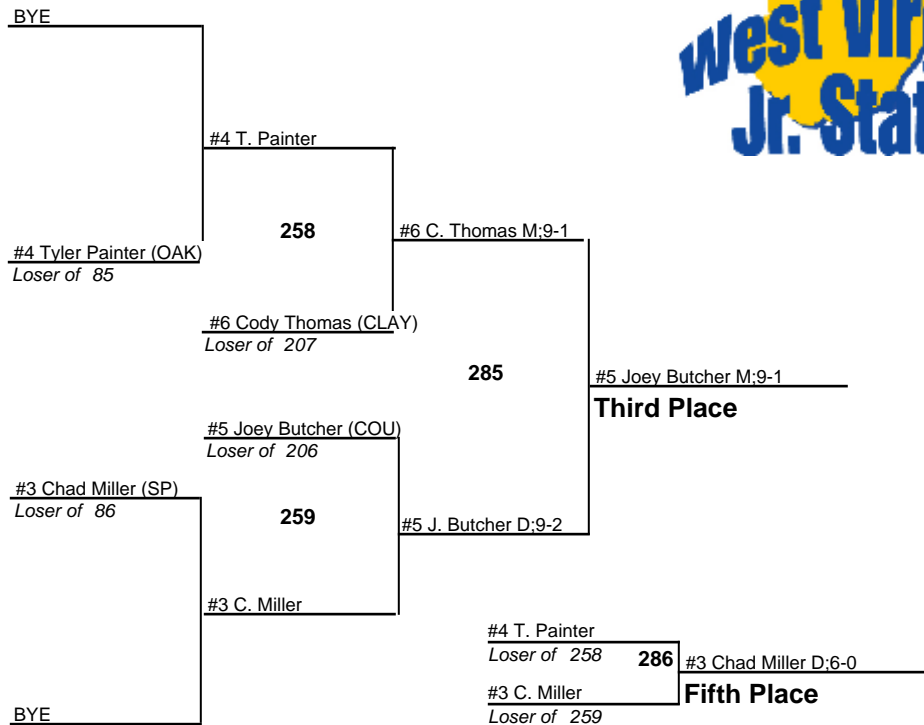 BYE
West
Jr.
#4 T. Painter
258
#6 C. Thomas M;9-1
#4 Tyler Painter (OAK)
Loser of 85
#6 Cody Thomas (CLAY)
Loser of 207
285
#5 Joey Butcher M;9-1
Third Place
#5 Joey Butcher (COU)
Loser of 206
#3 Chad Miller (SP)
Loser of 86
259
#5 J. Butcher D;9-2
#3 C. Miller
#4 T. Painter
Loser of 258
286
#3 Chad Miller D;6-0
Fifth Place
#3 C. Miller
Loser of 259
BYE